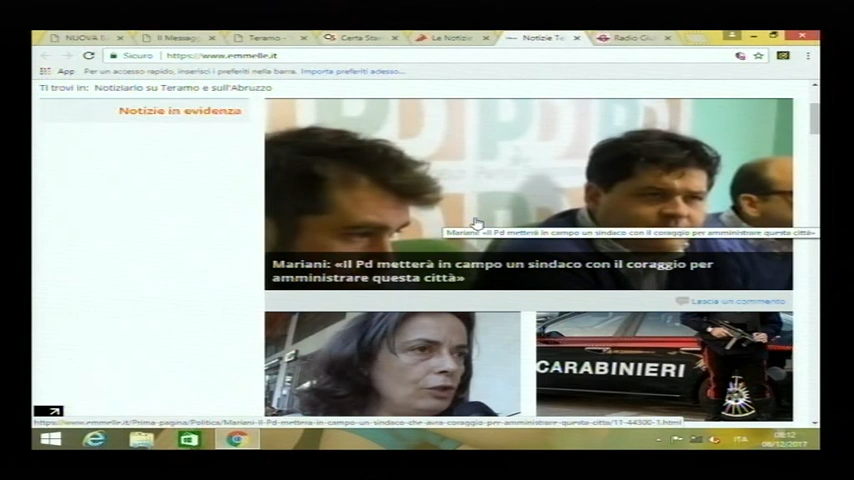 Il Messagg
Teramo -
Certa Stam
Le Notizie
Notizie Te
Radio Giu
Sicuro
https://www.emmelle.it
App
Per un accesso rapido, inserisci i preferiti nella barra. Importa preferiti adesso...
Ti trovi in: Notiziario su Teramo e sull'Abruzzo
Notizie in evidenza
PD
Mariani: «Il Pd metterà in campo un sindaco con il coraggio per amministrare questa città»
Mariani: «Il Pd metterà in campo un sindaco con il coraggio per
amministrare questa città»
Lascia un commento
CARABINIERI
https://www.emmelle.it/Prima-pagina/Politica/Mariani-Il-Pd-mettera-in-campo-un-sindaco-che-avra-coraggio-per-amministrare-questa-citta/11-44300-1.html
ITA
08:12
06/12/2017